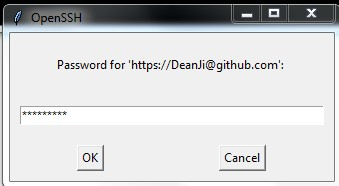 OpenSSH
Password for 'https://DeanJi@github.com':
*********
OK
Cancel